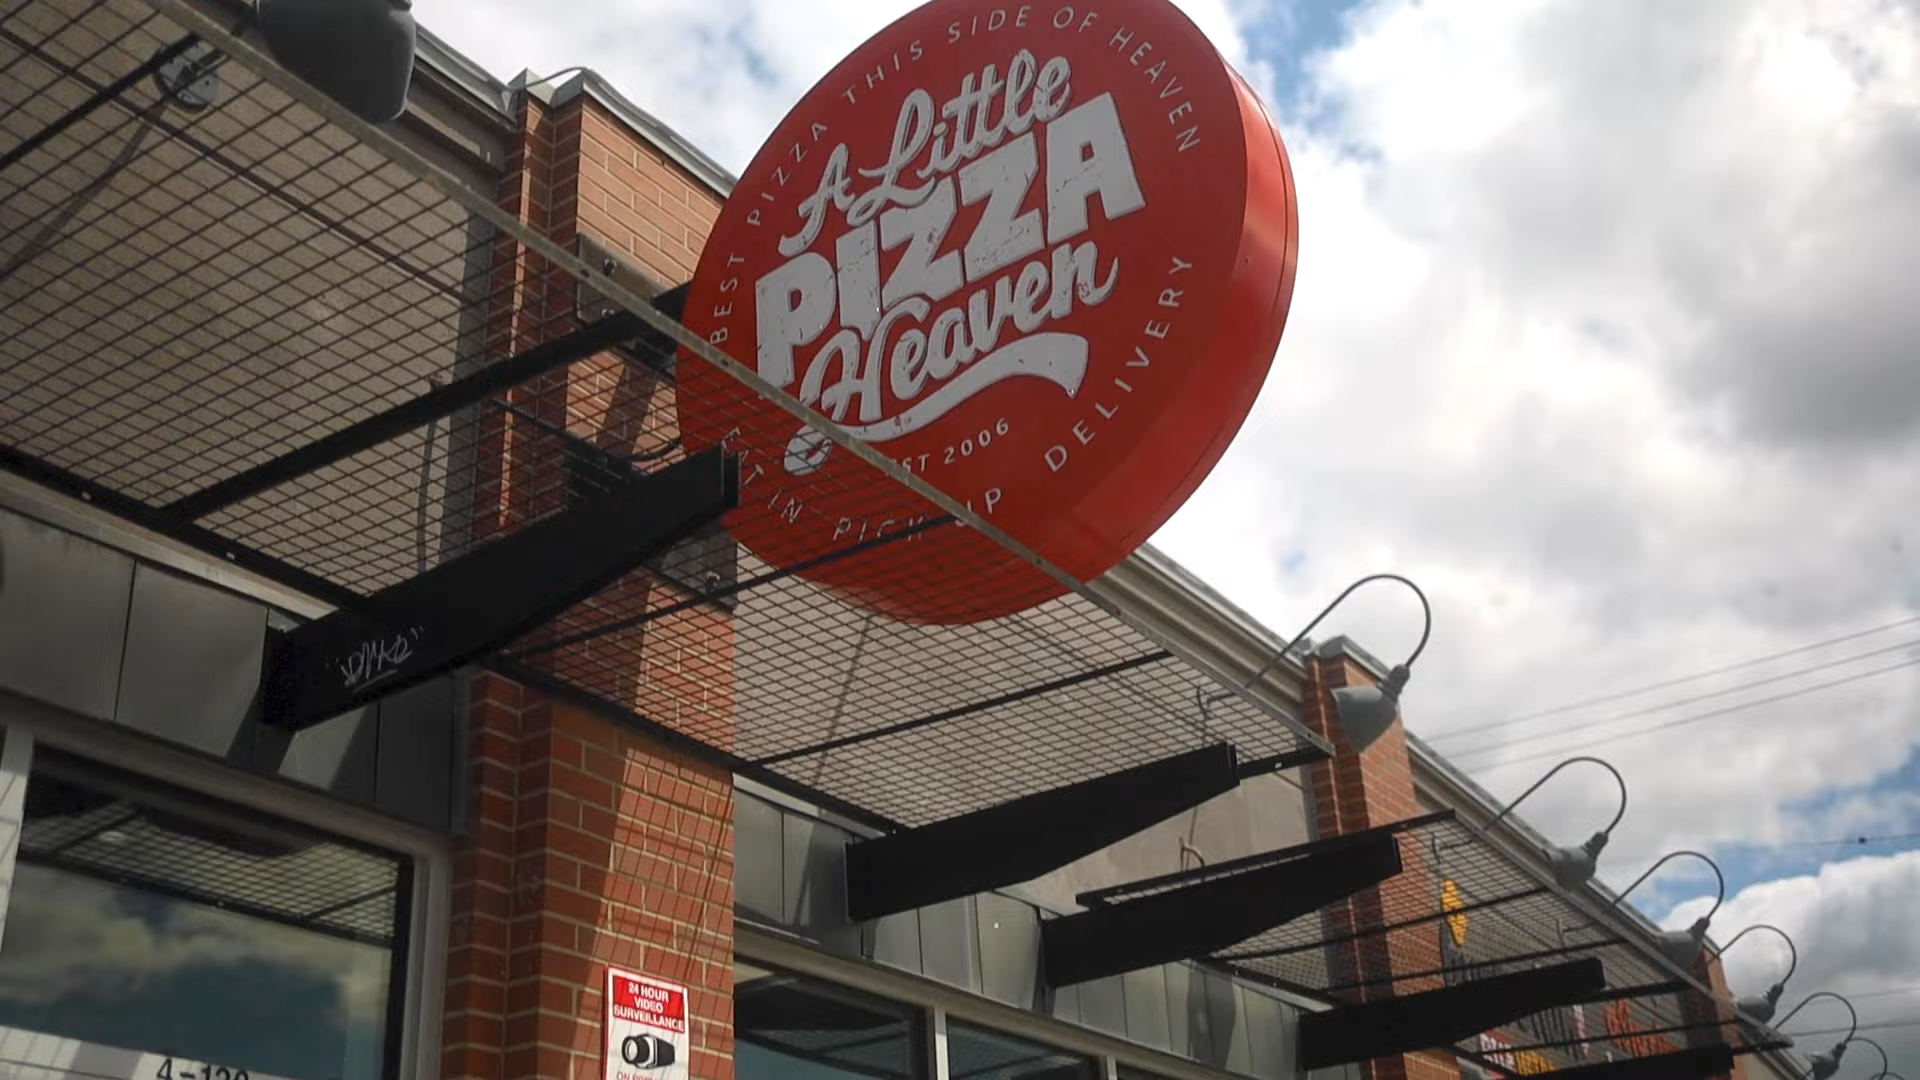 BEST PIZZA THIS SIDE OF HEAVEN
A Little
PIZZA
Heaven
EST 2006
EAT IN PICK UP DELIVERY
24 HOUR
VIDEO
SURVEILLANCE